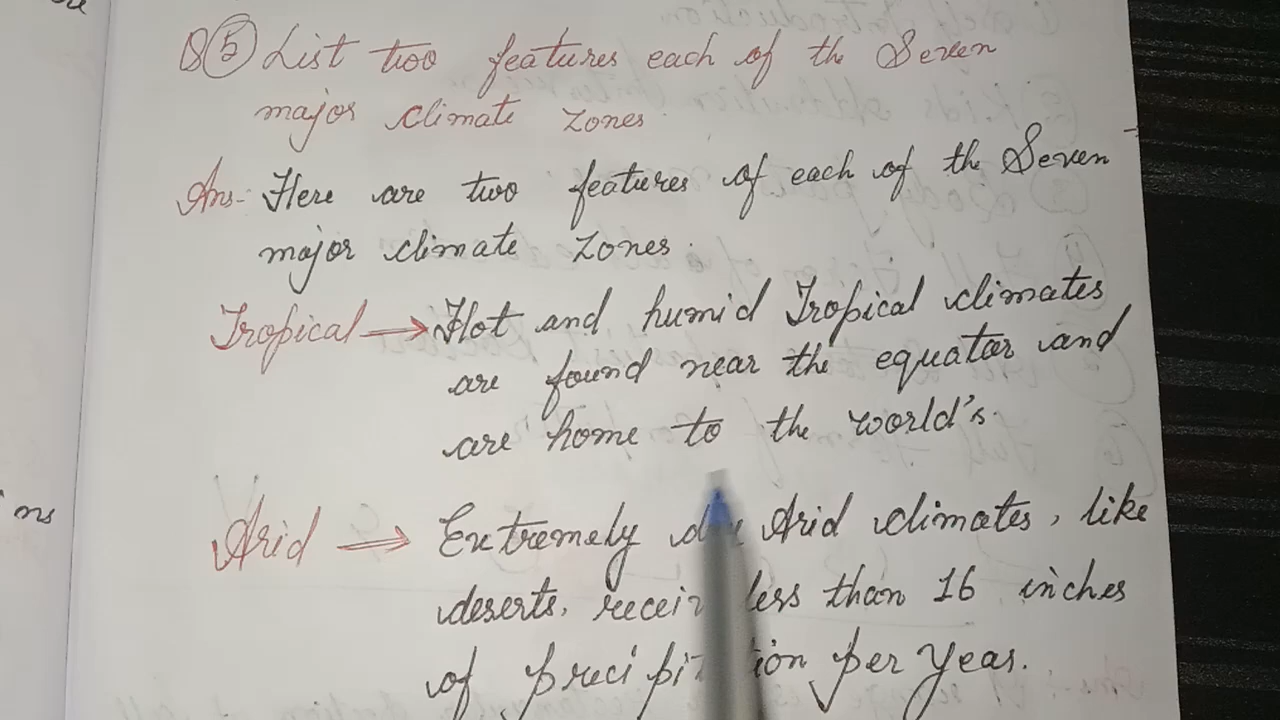 Q5 List two features each of the Seven
major climate zones.
Ans- Here are two features of each of the Seven
major climate zones.
Tropical → Hot and humid Tropical climates
are found near the equator and
are home to the world's.
Arid → Extremely Arid climates, like
deserts, less than 16 inches
of per year.
ns